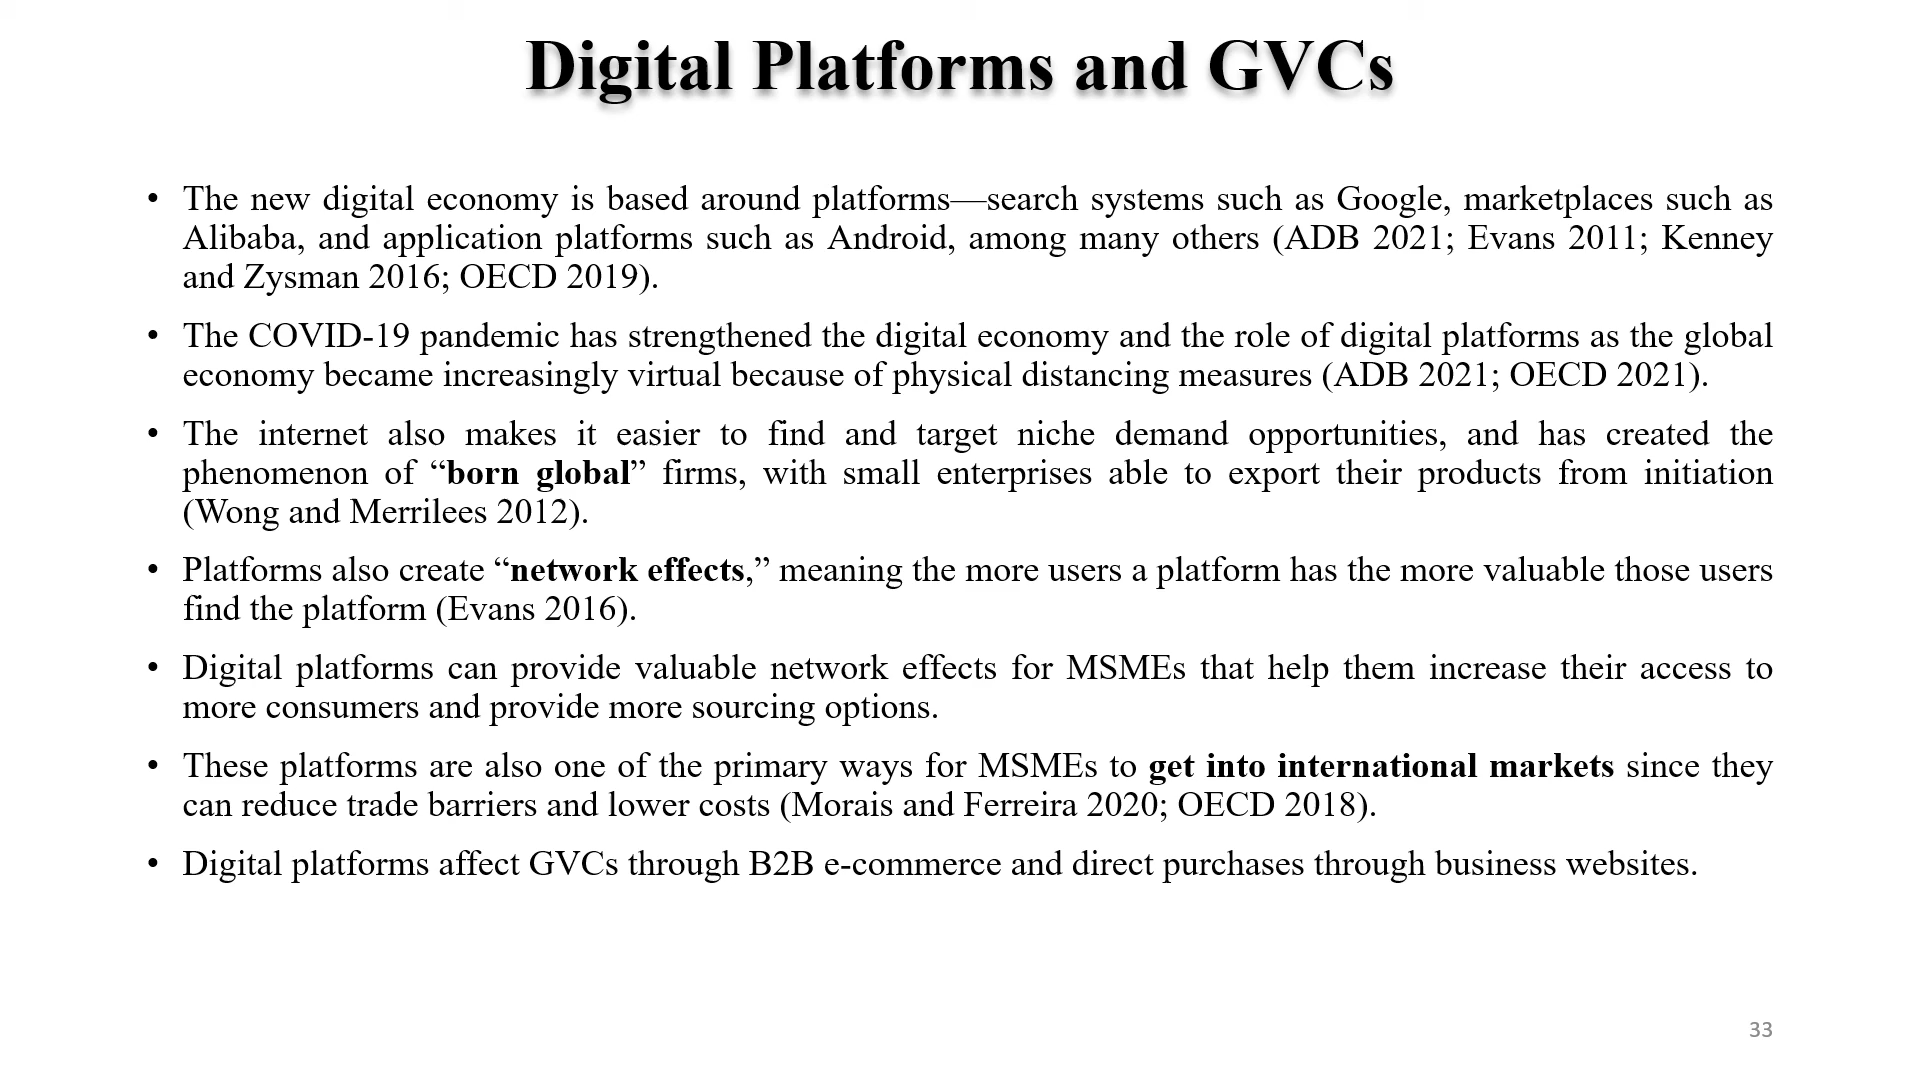 Digital Platforms and GVCs
• The new digital economy is based around platforms—search systems such as Google, marketplaces such as
Alibaba, and application platforms such as Android, among many others (ADB 2021; Evans 2011; Kenney
and Zysman 2016; OECD 2019).
• The COVID-19 pandemic has strengthened the digital economy and the role of digital platforms as the global
economy became increasingly virtual because of physical distancing measures (ADB 2021; OECD 2021).
• The internet also makes it easier to find and target niche demand opportunities, and has created the
phenomenon of “born global” firms, with small enterprises able to export their products from initiation
(Wong and Merrilees 2012).
• Platforms also create “network effects,” meaning the more users a platform has the more valuable those users
find the platform (Evans 2016).
• Digital platforms can provide valuable network effects for MSMEs that help them increase their access to
more consumers and provide more sourcing options.
• These platforms are also one of the primary ways for MSMEs to get into international markets since they
can reduce trade barriers and lower costs (Morais and Ferreira 2020; OECD 2018).
• Digital platforms affect GVCs through B2B e-commerce and direct purchases through business websites.
33